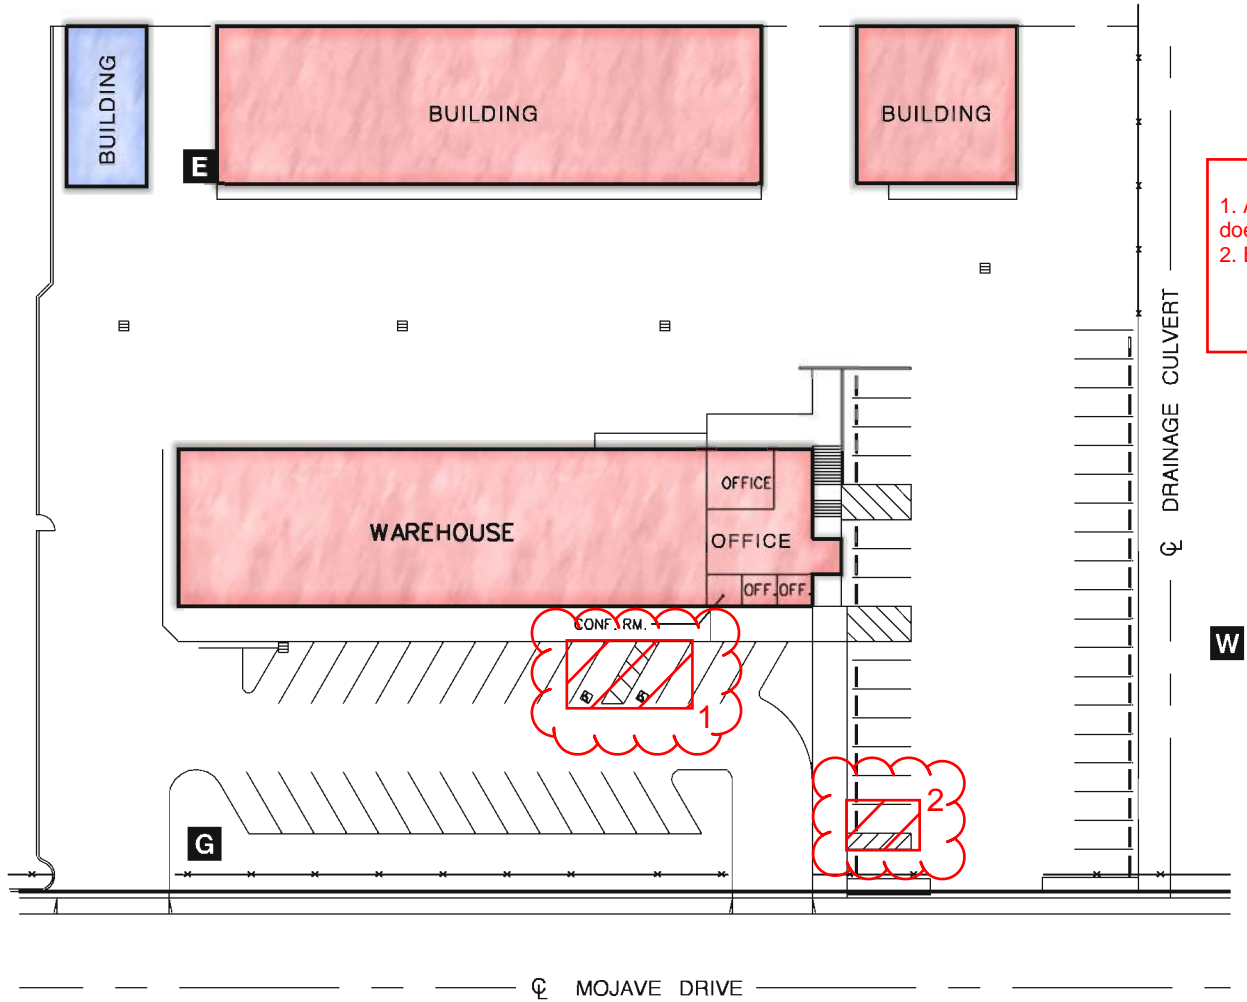 BUILDING
BUILDING
BUILDING
E
1.
2.
DRAINAGE CULVERT
℄
OFFICE
WAREHOUSE
OFFICE
OFF.
OFF.
CONF. RM.
W
1
2
G
℄ MOJAVE DRIVE